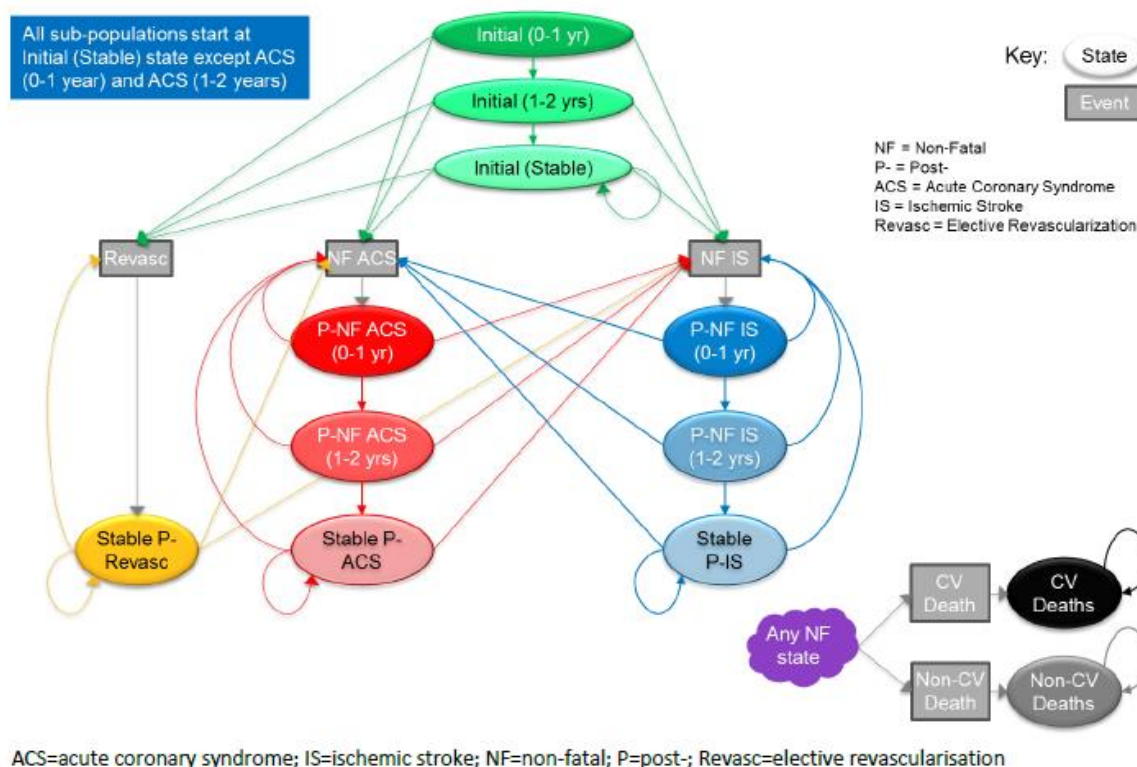 All sub-populations start at
Initial (Stable) state except ACS
(0-1 year) and ACS (1-2 years)
Initial (0-1 yr)
Initial (1-2 yrs)
Initial (Stable)
Key:
State
Event
NF = Non-Fatal
P- = Post-
ACS = Acute Coronary Syndrome
IS = Ischemic Stroke
Revasc = Elective Revascularization
Revasc
NF ACS
NF IS
P-NF ACS
(0-1 yr)
P-NF IS
(0-1 yr)
P-NF ACS
(1-2 yrs)
P-NF IS
(1-2 yrs)
Stable P-
Revasc
Stable P-
ACS
Stable
P-IS
Any NF
state
CV
Death
CV
Deaths
Non-CV
Death
Non-CV
Deaths
ACS=acute coronary syndrome; IS=ischemic stroke; NF=non-fatal; P=post-; Revasc=elective revascularisation